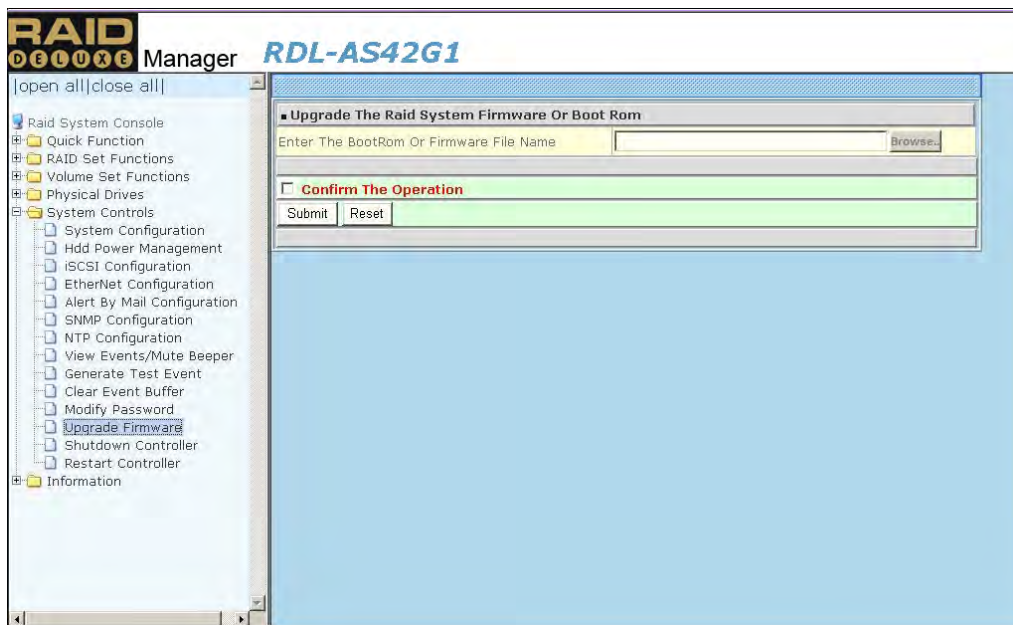 RAID
DELUXE Manager
RDL-AS42G1
|open all|close all|
Raid System Console
Quick Function
RAID Set Functions
Volume Set Functions
Physical Drives
System Controls
System Configuration
Hdd Power Management
iSCSI Configuration
EtherNet Configuration
Alert By Mail Configuration
SNMP Configuration
NTP Configuration
View Events/Mute Beeper
Generate Test Event
Clear Event Buffer
Modify Password
Upgrade Firmware
Shutdown Controller
Restart Controller
Information
Upgrade The Raid System Firmware Or Boot Rom
Enter The BootRom Or Firmware File Name
Browse..
Confirm The Operation
Submit Reset